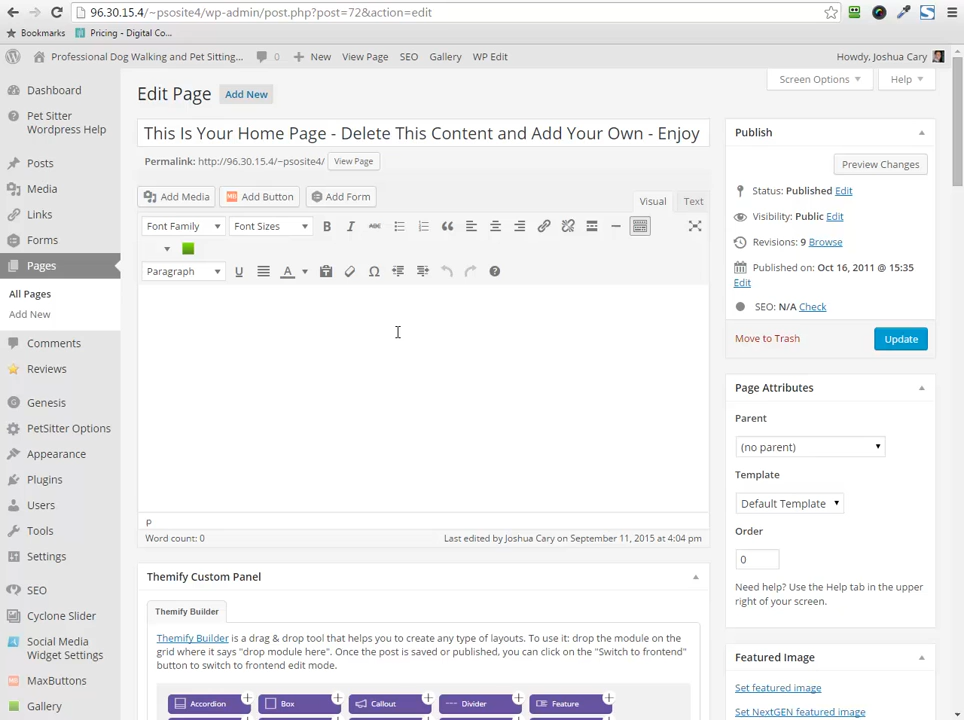 96.30.15.4/~psosite4/wp-admin/post.php?post=72&action=edit
Bookmarks
Pricing - Digital Co...
Professional Dog Walking and Pet Sitting...
0
New
View Page
SEO
Gallery
WP Edit
Howdy, Joshua Cary
Dashboard
Pet Sitter
WordPress Help
Posts
Media
Links
Forms
Pages
All Pages
Add New
Comments
Reviews
Genesis
PetSitter Options
Appearance
Plugins
Users
Tools
Settings
SEO
Cyclone Slider
Social Media
Widget Settings
MaxButtons
Gallery
Screen Options
Help
Edit Page
Add New
This Is Your Home Page - Delete This Content and Add Your Own - Enjoy
Permalink: http://96.30.15.4/~psosite4/
View Page
Add Media
Add Button
Add Form
Visual
Text
Font Family
Font Sizes
B
I
ABC
Paragraph
U
A
p
Word count: 0
Last edited by Joshua Cary on September 11, 2015 at 4:04 pm
Themify Custom Panel
Themify Builder
Themify Builder is a drag & drop tool that helps you to create any type of layouts. To use it: drop the module on the
grid where it says "drop module here". Once the post is saved or published, you can click on the "Switch to frontend"
button to switch to frontend edit mode.
Accordion
Box
Callout
Divider
Feature
Publish
Preview Changes
Status: Published Edit
Visibility: Public Edit
Revisions: 9 Browse
Published on: Oct 16, 2011 @ 15:35
Edit
SEO: N/A Check
Move to Trash
Update
Page Attributes
Parent
(no parent)
Template
Default Template
Order
0
Need help? Use the Help tab in the upper
right of your screen.
Featured Image
Set featured image
Set NextGEN featured image